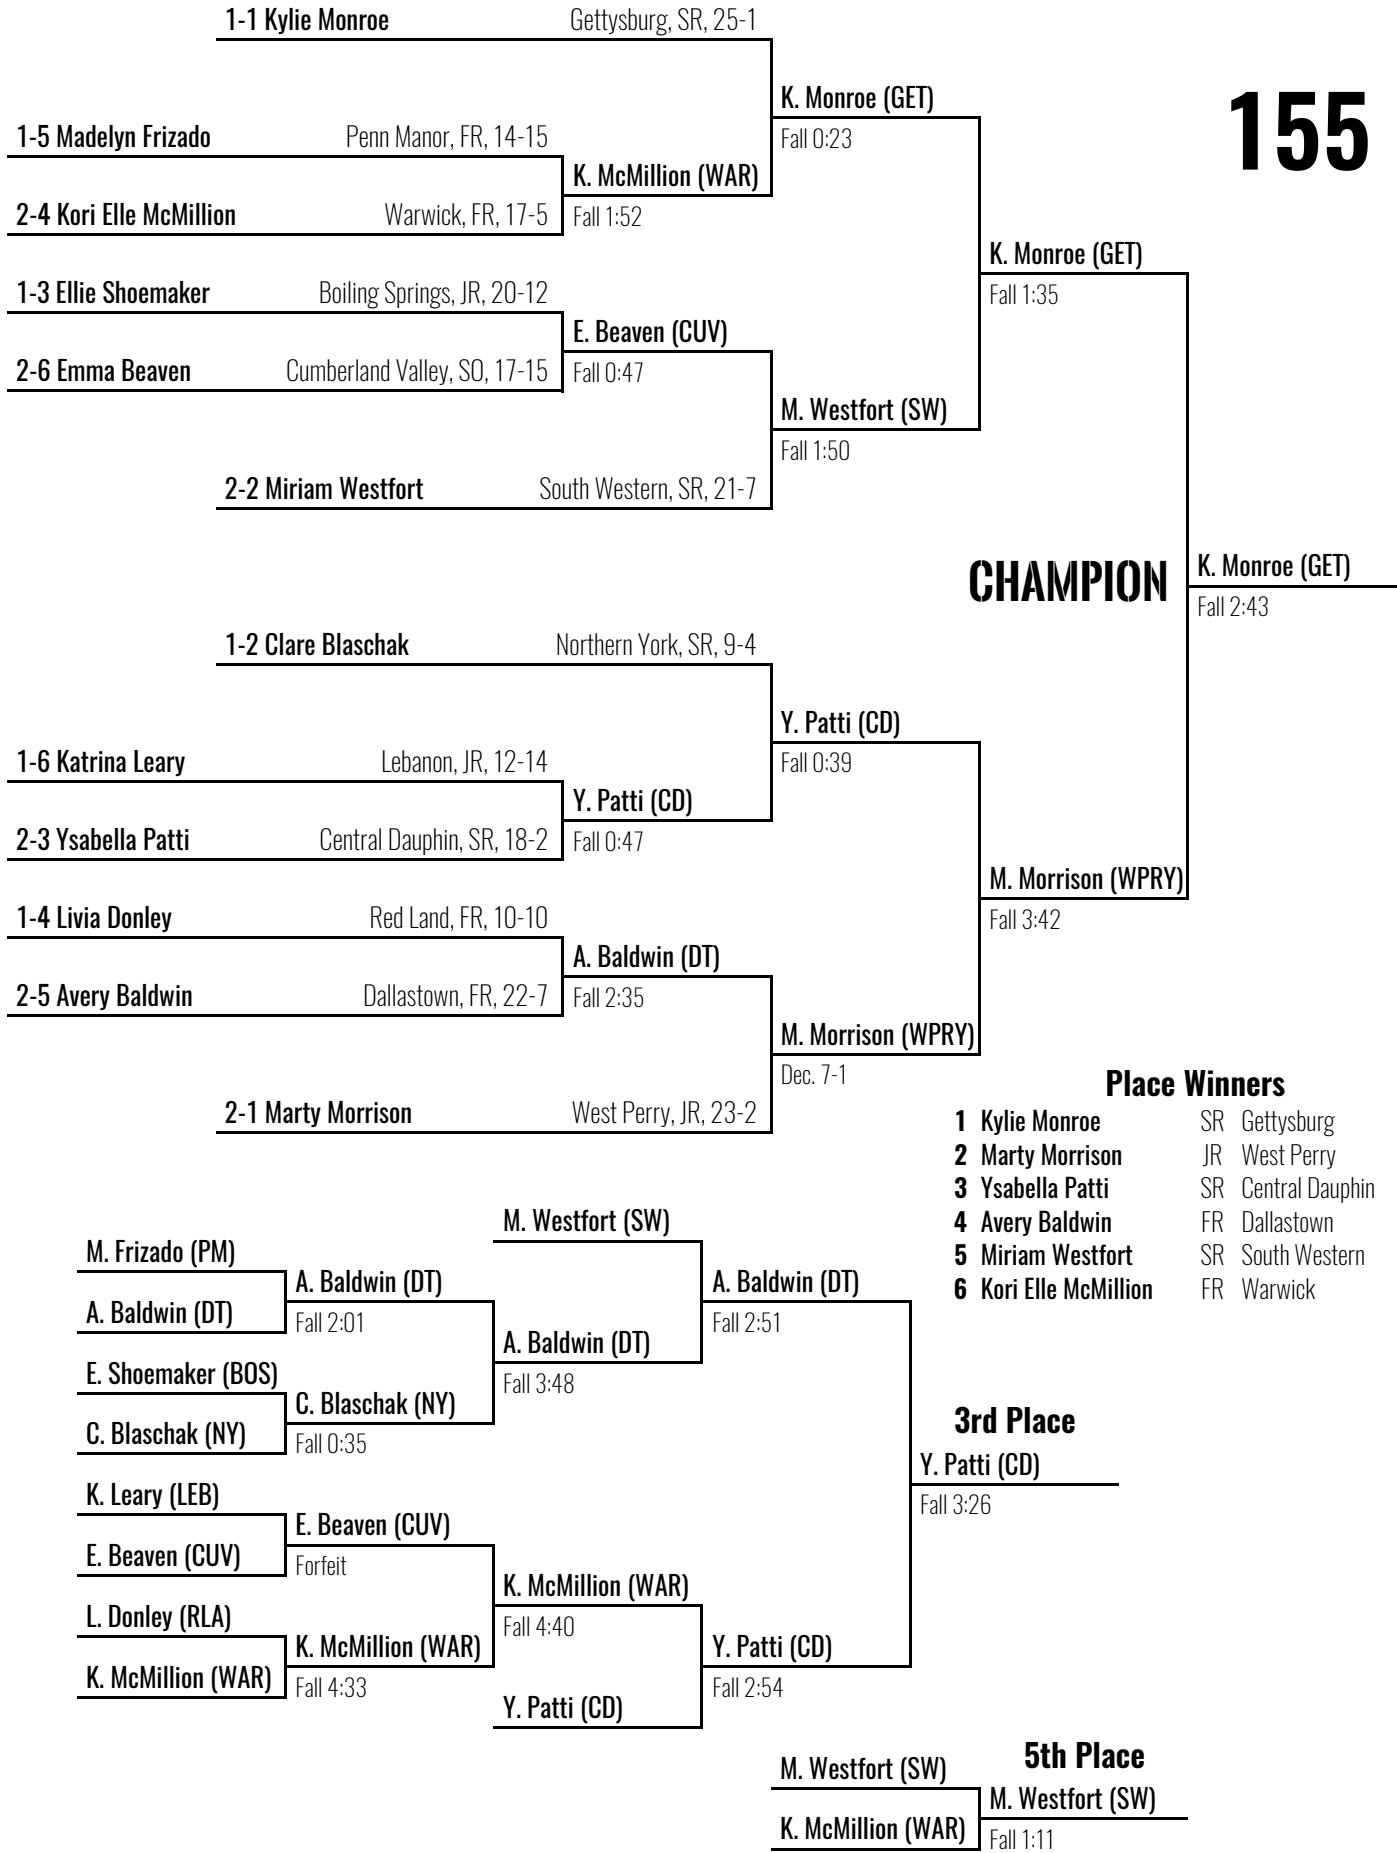 1-1 Kylie Monroe Gettysburg, SR, 25-1
K. Monroe (GET)
155
1-5 Madelyn Frizado Penn Manor, FR, 14-15
Fall 0:23
K. McMillion (WAR)
2-4 Kori Elle McMillion Warwick, FR, 17-5
Fall 1:52
K. Monroe (GET)
1-3 Ellie Shoemaker Boiling Springs, JR, 20-12
Fall 1:35
E. Beaven (CUV)
2-6 Emma Beaven Cumberland Valley, SO, 17-15
Fall 0:47
M. Westfort (SW)
Fall 1:50
2-2 Miriam Westfort South Western, SR, 21-7
CHAMPION
K. Monroe (GET)
Fall 2:43
1-2 Clare Blaschak Northern York, SR, 9-4
Y. Patti (CD)
1-6 Katrina Leary Lebanon, JR, 12-14
Fall 0:39
Y. Patti (CD)
2-3 Ysabella Patti Central Dauphin, SR, 18-2
Fall 0:47
M. Morrison (WPRY)
1-4 Livia Donley Red Land, FR, 10-10
Fall 3:42
A. Baldwin (DT)
2-5 Avery Baldwin Dallastown, FR, 22-7
Fall 2:35
M. Morrison (WPRY)
Dec. 7-1
2-1 Marty Morrison West Perry, JR, 23-2
Place Winners
1 Kylie Monroe SR Gettysburg
2 Marty Morrison JR West Perry
3 Ysabella Patti SR Central Dauphin
4 Avery Baldwin FR Dallastown
5 Miriam Westfort SR South Western
6 Kori Elle McMillion FR Warwick
M. Westfort (SW)
M. Frizado (PM)
A. Baldwin (DT)
A. Baldwin (DT)
A. Baldwin (DT)
Fall 2:01
Fall 2:51
A. Baldwin (DT)
E. Shoemaker (BOS)
Fall 3:48
C. Blaschak (NY)
C. Blaschak (NY)
Fall 0:35
3rd Place
Y. Patti (CD)
Fall 3:26
K. Leary (LEB)
E. Beaven (CUV)
E. Beaven (CUV)
Forfeit
K. McMillion (WAR)
L. Donley (RLA)
Fall 4:40
K. McMillion (WAR)
Y. Patti (CD)
K. McMillion (WAR)
Fall 4:33
Fall 2:54
Y. Patti (CD)
5th Place
M. Westfort (SW)
M. Westfort (SW)
K. McMillion (WAR)
Fall 1:11